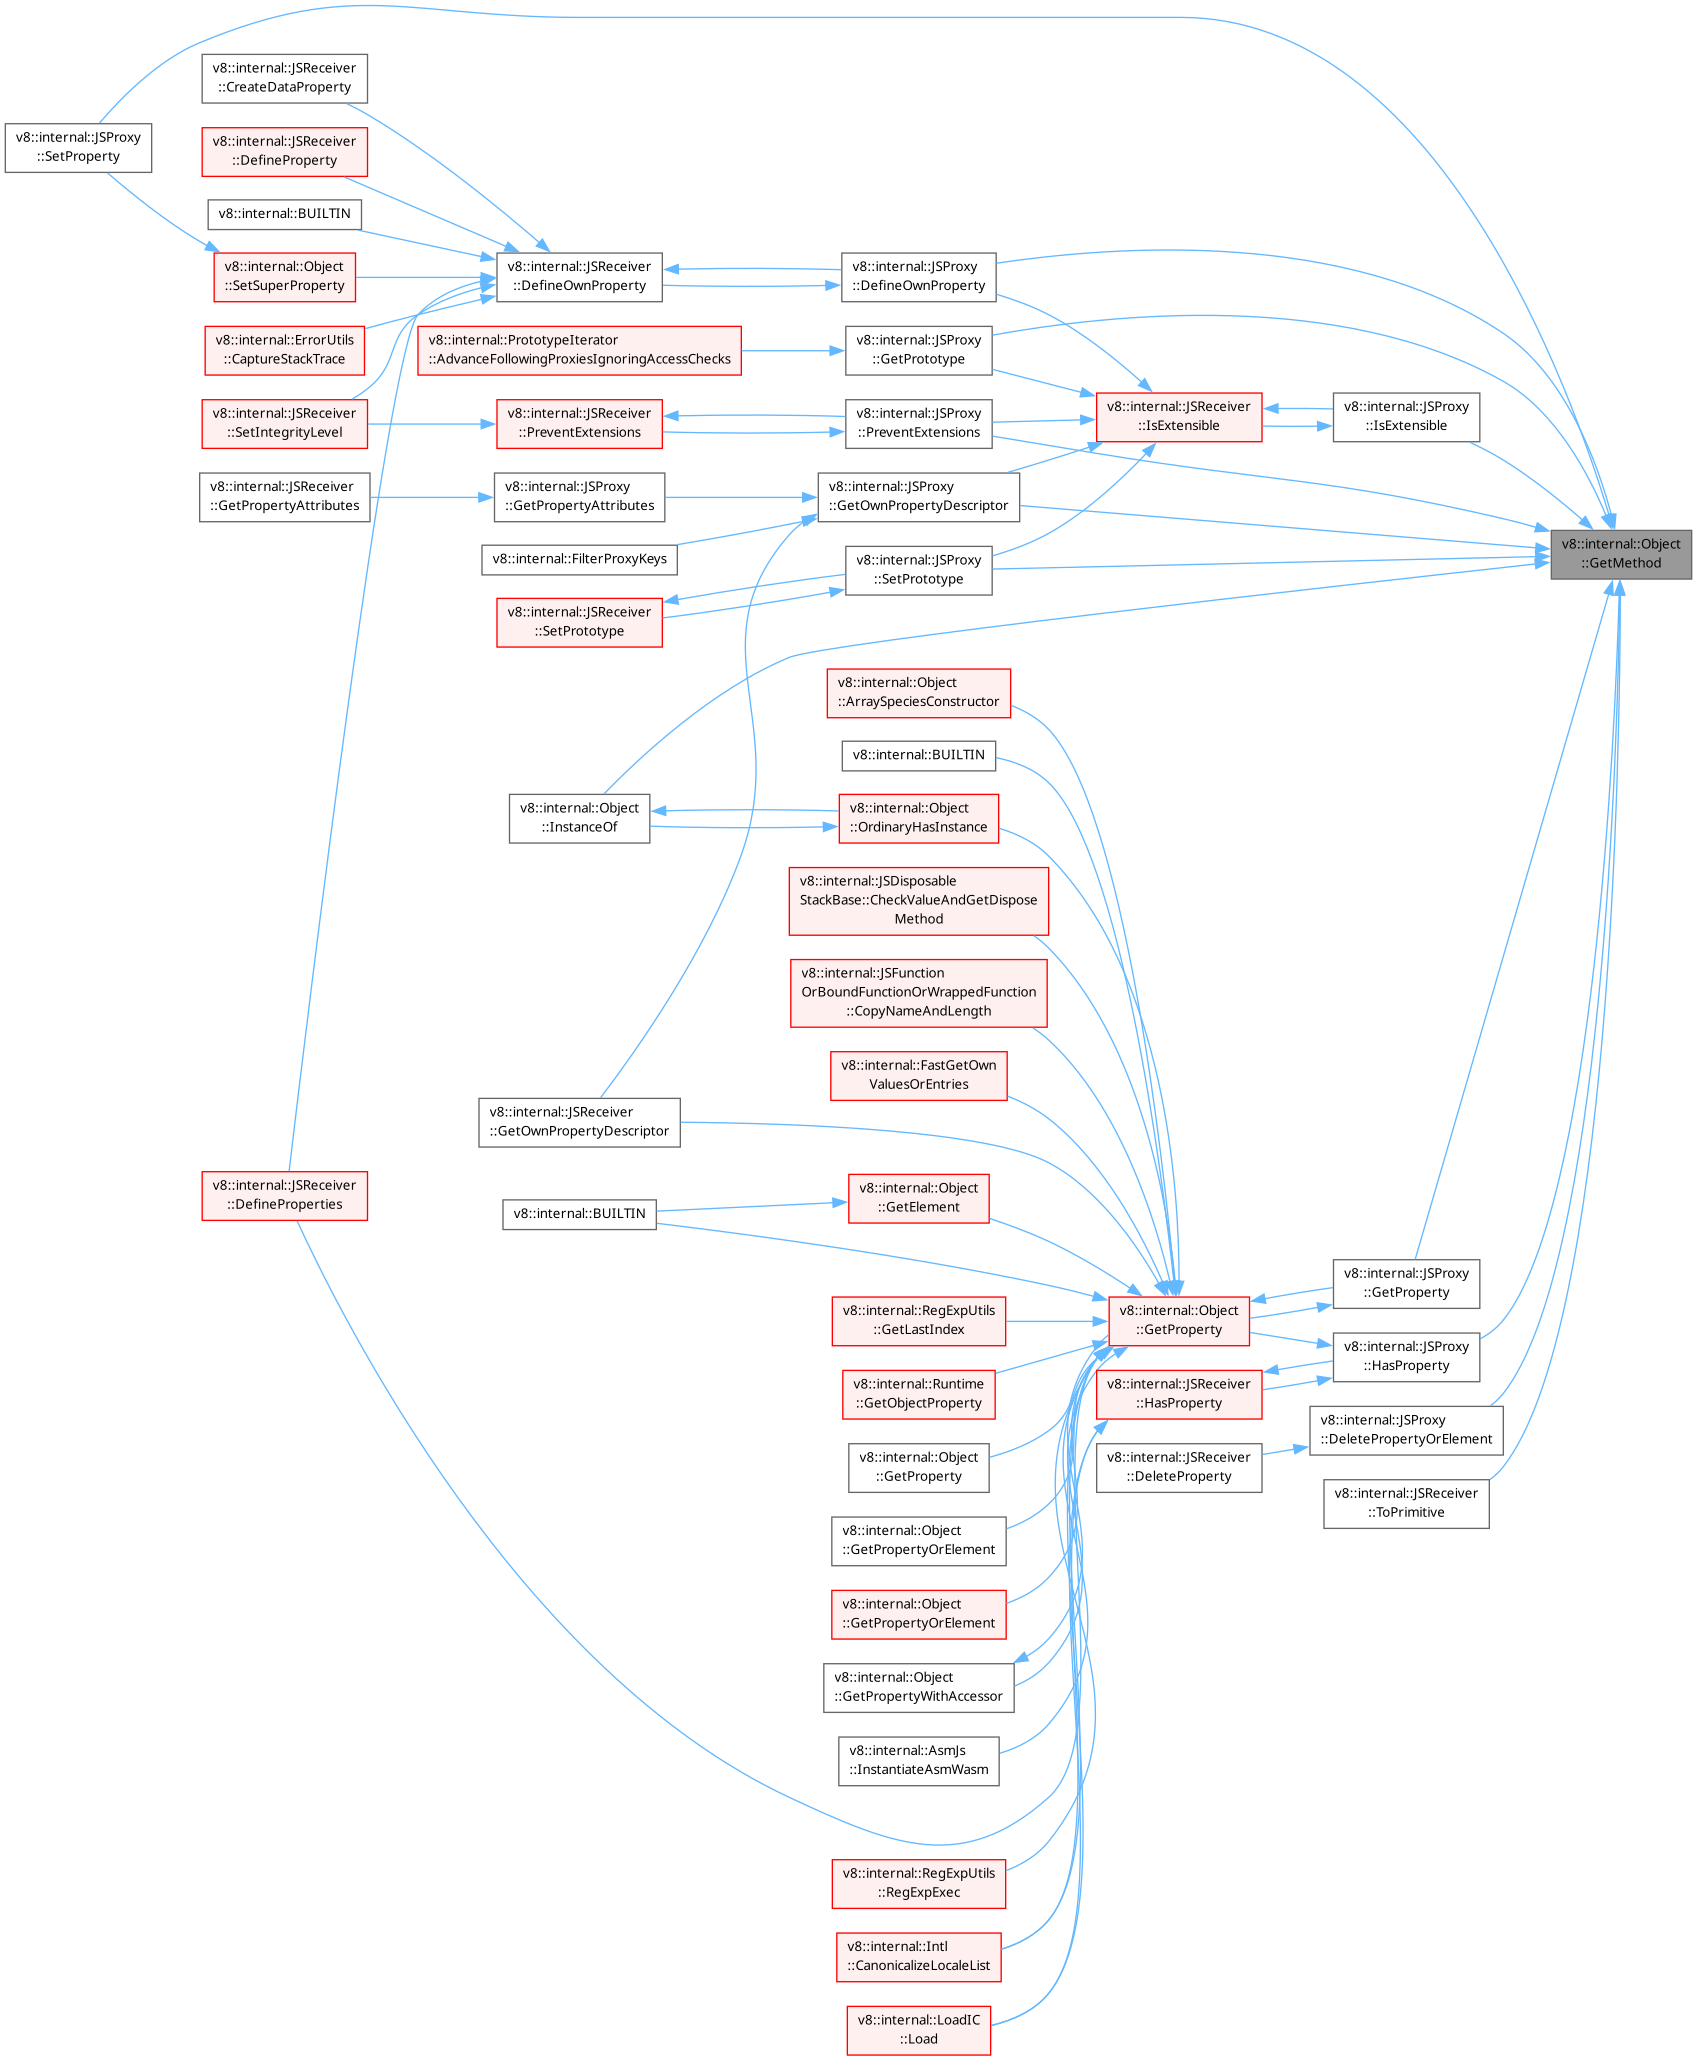 v8::internal::JSReceiver
::CreateDataProperty
v8::internal::JSProxy
::SetProperty
v8::internal::JSReceiver
::DefineProperty
v8::internal::BUILTIN
v8::internal::Object
::SetSuperProperty
v8::internal::JSReceiver
::DefineOwnProperty
v8::internal::JSProxy
::DefineOwnProperty
v8::internal::ErrorUtils
::CaptureStackTrace
v8::internal::PrototypeIterator
::AdvanceFollowingProxiesIgnoringAccessChecks
v8::internal::JSProxy
::GetPrototype
v8::internal::JSReceiver
::SetIntegrityLevel
v8::internal::JSReceiver
::PreventExtensions
v8::internal::JSProxy
::PreventExtensions
v8::internal::JSReceiver
::IsExtensible
v8::internal::JSProxy
::IsExtensible
v8::internal::JSReceiver
::GetPropertyAttributes
v8::internal::JSProxy
::GetPropertyAttributes
v8::internal::JSProxy
::GetOwnPropertyDescriptor
v8::internal::Object
::GetMethod
v8::internal::FilterProxyKeys
v8::internal::JSProxy
::SetPrototype
v8::internal::JSReceiver
::SetPrototype
v8::internal::Object
::ArraySpeciesConstructor
v8::internal::BUILTIN
v8::internal::Object
::InstanceOf
v8::internal::Object
::OrdinaryHasInstance
v8::internal::JSDisposable
StackBase::CheckValueAndGetDispose
Method
v8::internal::JSFunction
OrBoundFunctionOrWrappedFunction
::CopyNameAndLength
v8::internal::FastGetOwn
ValuesOrEntries
v8::internal::JSReceiver
::GetOwnPropertyDescriptor
v8::internal::JSReceiver
::DefineProperties
v8::internal::BUILTIN
v8::internal::Object
::GetElement
v8::internal::JSProxy
::GetProperty
v8::internal::RegExpUtils
::GetLastIndex
v8::internal::Object
::GetProperty
v8::internal::JSProxy
::HasProperty
v8::internal::Runtime
::GetObjectProperty
v8::internal::JSReceiver
::HasProperty
v8::internal::JSProxy
::DeletePropertyOrElement
v8::internal::Object
::GetProperty
v8::internal::JSReceiver
::DeleteProperty
v8::internal::JSReceiver
::ToPrimitive
v8::internal::Object
::GetPropertyOrElement
v8::internal::Object
::GetPropertyOrElement
v8::internal::Object
::GetPropertyWithAccessor
v8::internal::AsmJs
::InstantiateAsmWasm
v8::internal::RegExpUtils
::RegExpExec
v8::internal::Intl
::CanonicalizeLocaleList
v8::internal::LoadIC
::Load